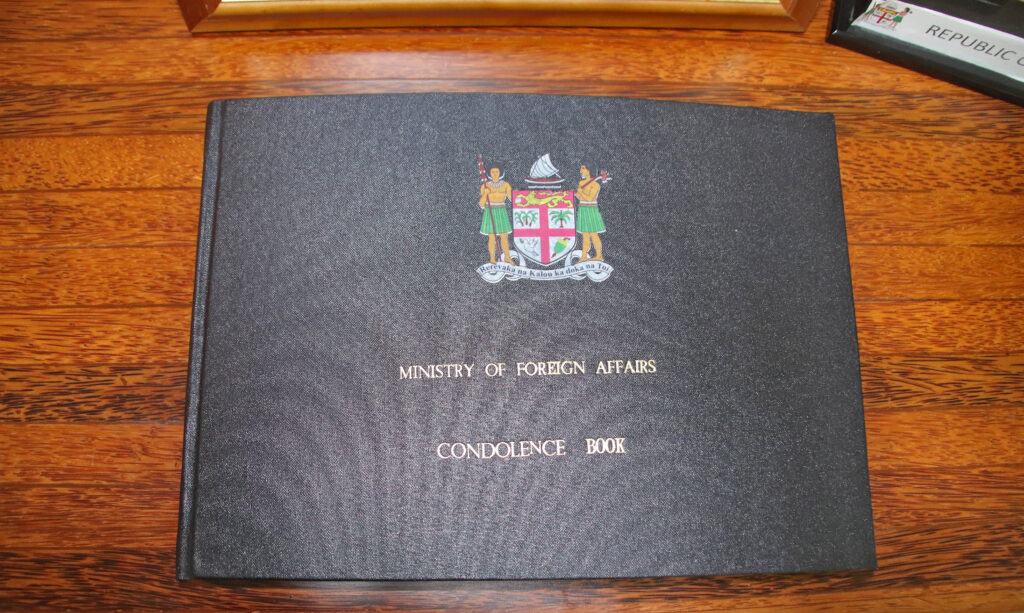 REPUBLIC O
Rerevaka na Kalou ka doka na Tui
MINISTRY OF FOREIGN AFFAIRS
CONDOLENCE BOOK